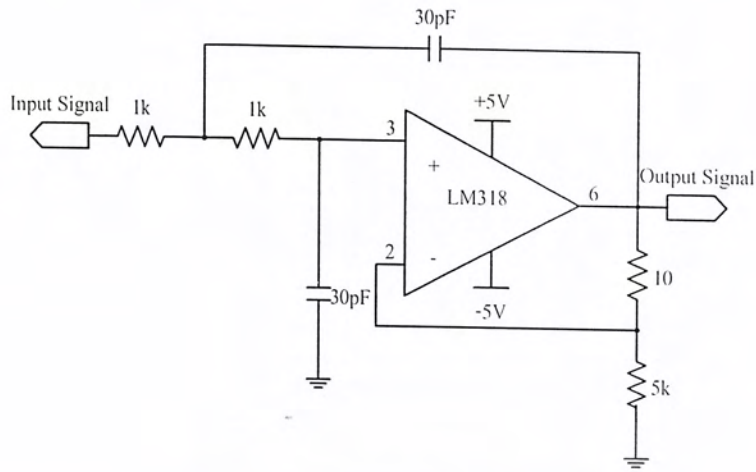 30pF
Input Signal
1k
1k
+5V
3
+
LM318
6
Output Signal
2
-
10
30pF
-5V
5k